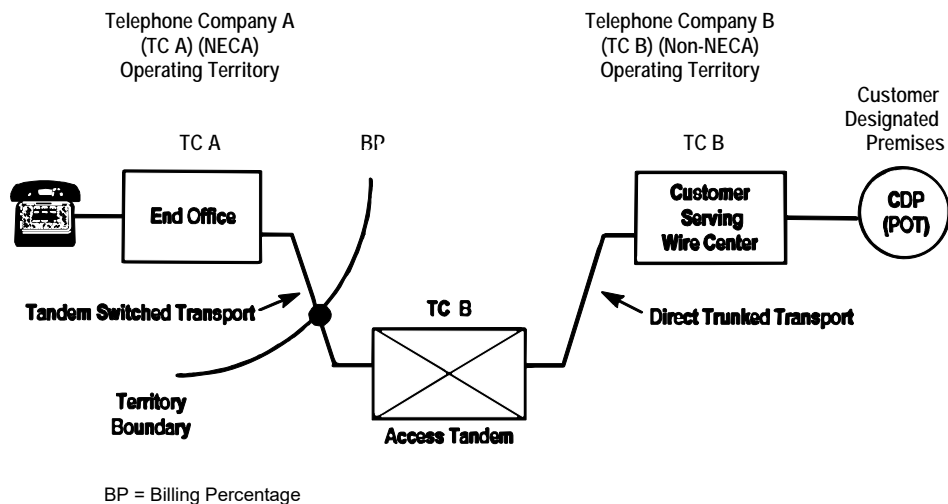 Telephone Company A
(TC A) (NECA)
Operating Territory
Telephone Company B
(TC B) (Non-NECA)
Operating Territory
Customer
Designated
Premises
TC A
BP
TC B
End Office
Customer
Serving
Wire Center
CDP
(POT)
Tandem Switched Transport
TC B
Direct Trunked Transport
Territory
Boundary
Access Tandem
BP = Billing Percentage